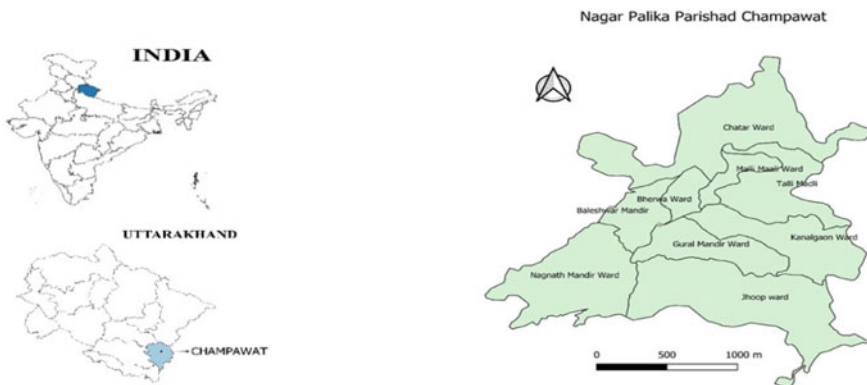 Nagar Palika Parishad Champawat
INDIA
UTTARAKHAND
CHAMPAWAT
Chatar Ward
Malli Maali Ward
Talli Madli
Bherwa Ward
Baleshwar Mandir
Kanalgaon Ward
Gural Mandir Ward
Nagnath Mandir Ward
Jhoop ward
0 500 1000 m